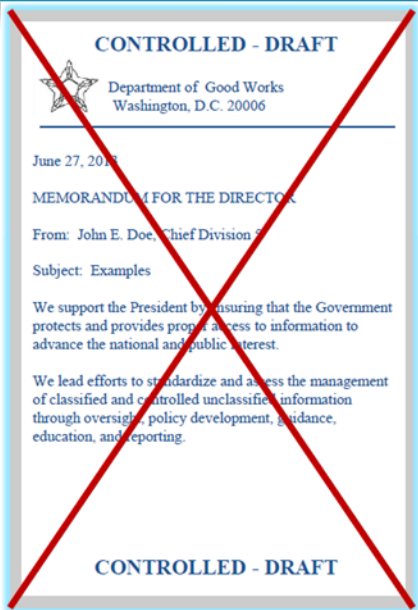 CONTROLLED - DRAFT
Department of Good Works
Washington, D.C. 20006
June 27, 2013
MEMORANDUM FOR THE DIRECTOR
From: John E. Doe, Chief Division 5
Subject: Examples
We support the President by ensuring that the Government
protects and provides proper access to information to
advance the national and public interest.
We lead efforts to standardize and assess the management
of classified and controlled unclassified information
through oversight, policy development, guidance,
education, and reporting.
CONTROLLED - DRAFT